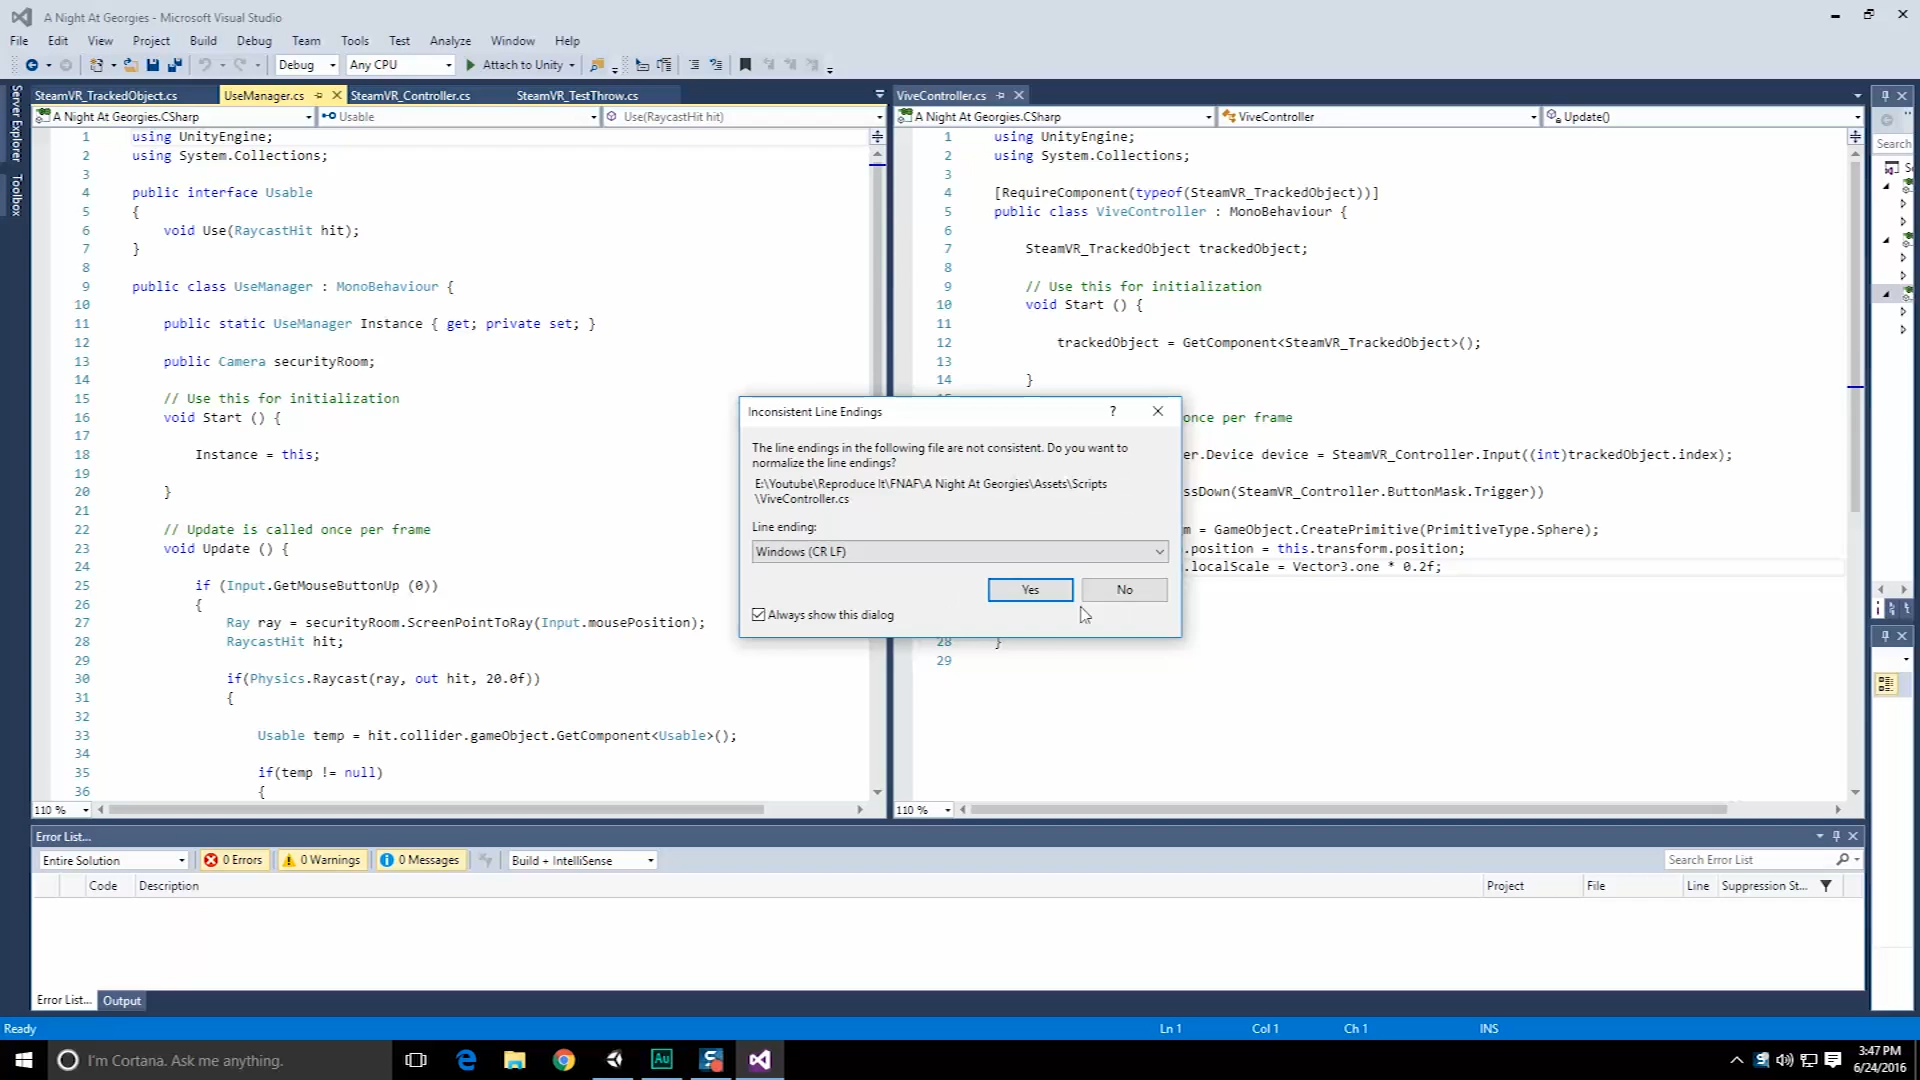 A Night At Georgies - Microsoft Visual Studio
File Edit View Project Build Debug Team Tools Test Analyze Window Help
Debug Any CPU Attach to Unity
Server Explorer
Toolbox
SteamVR_TrackedObject.cs UseManager.cs SteamVR_Controller.cs SteamVR_TestThrow.cs
A Night At Georgies.CSharp Usable Use(RaycastHit hit)
1 using UnityEngine;
2 using System.Collections;
3
4 public interface Usable
5 {
6 void Use(RaycastHit hit);
7 }
8
9 public class UseManager : MonoBehaviour {
10
11 public static UseManager Instance { get; private set; }
12
13 public Camera securityRoom;
14
15 // Use this for initialization
16 void Start () {
17
18 Instance = this;
19
20 }
21
22 // Update is called once per frame
23 void Update () {
24
25 if (Input.GetMouseButtonUp (0))
26 {
27 Ray ray = securityRoom.ScreenPointToRay(Input.mousePosition);
28 RaycastHit hit;
29
30 if(Physics.Raycast(ray, out hit, 20.0f))
31 {
32
33 Usable temp = hit.collider.gameObject.GetComponent<Usable>();
34
35 if(temp != null)
36 {
110 %
ViveController.cs
A Night At Georgies.CSharp ViveController Update()
1 using UnityEngine;
2 using System.Collections;
3
4 [RequireComponent(typeof(SteamVR_TrackedObject))]
5 public class ViveController : MonoBehaviour {
6
7 SteamVR_TrackedObject trackedObject;
8
9 // Use this for initialization
10 void Start () {
11
12 trackedObject = GetComponent<SteamVR_TrackedObject>();
13
14 }
once per frame
er.Device device = SteamVR_Controller.Input((int)trackedObject.index);
ssDown(SteamVR_Controller.ButtonMask.Trigger))
m = GameObject.CreatePrimitive(PrimitiveType.Sphere);
.position = this.transform.position;
.localScale = Vector3.one * 0.2f;
28 }
29
110 %
Search
Inconsistent Line Endings
The line endings in the following file are not consistent. Do you want to
normalize the line endings?
E:\Youtube\Reproduce It\FNAF\A Night At Georgies\Assets\Scripts
\ViveController.cs
Line ending:
Windows (CR LF)
Yes No
Always show this dialog
Error List...
Entire Solution 0 Errors 0 Warnings 0 Messages Build + IntelliSense Search Error List
Code Description Project File Line Suppression St...
Error List... Output
Ready Ln 1 Col 1 Ch 1 INS
I'm Cortana. Ask me anything.
Au
3:47 PM
6/24/2016